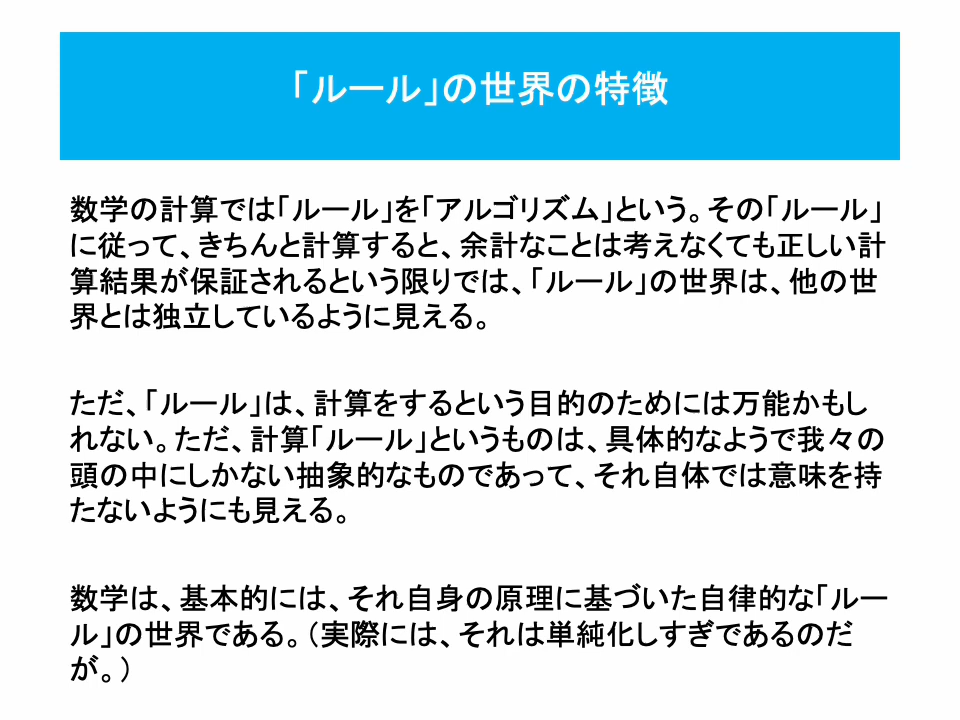 「ルール」の世界の特徴
数学の計算では「ルール」を「アルゴリズム」という。その「ルール」
に従って、きちんと計算すると、余計なことは考えなくても正しい計
算結果が保証されるという限りでは、「ルール」の世界は、他の世
界とは独立しているように見える。
ただ、「ルール」は、計算をするという目的のためには万能かもし
れない。ただ、計算「ルール」というものは、具体的なようで我々の
頭の中にしかない抽象的なものであって、それ自体では意味を持
たないようにも見える。
数学は、基本的には、それ自身の原理に基づいた自律的な「ルー
ル」の世界である。（実際には、それは単純化しすぎであるのだ
が。）